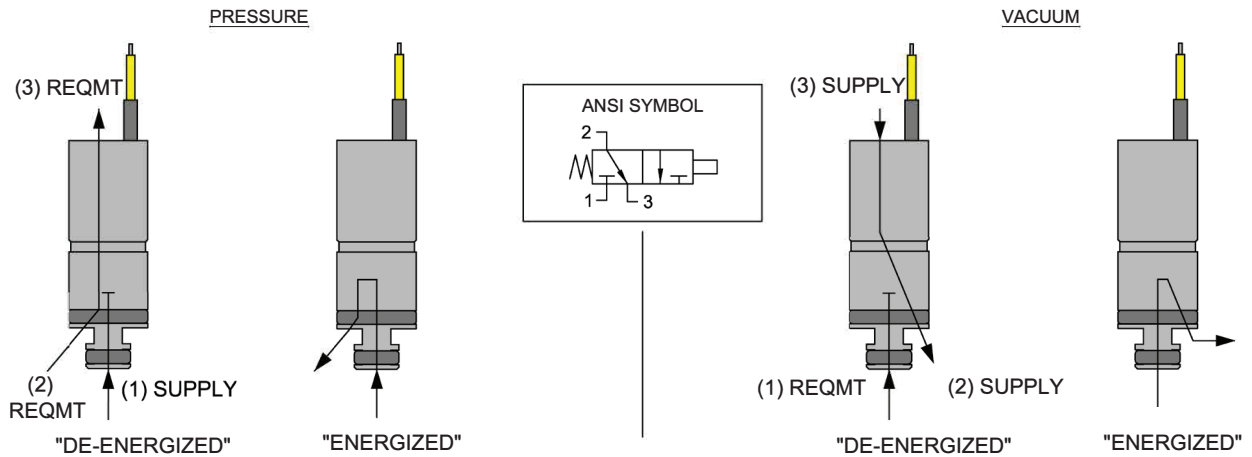 PRESSURE
VACUUM
(3) REQMT
(2)
REQMT
(1) SUPPLY
"DE-ENERGIZED"
"ENERGIZED"
ANSI SYMBOL
2
1
3
(3) SUPPLY
(1) REQMT
(2) SUPPLY
"DE-ENERGIZED"
"ENERGIZED"